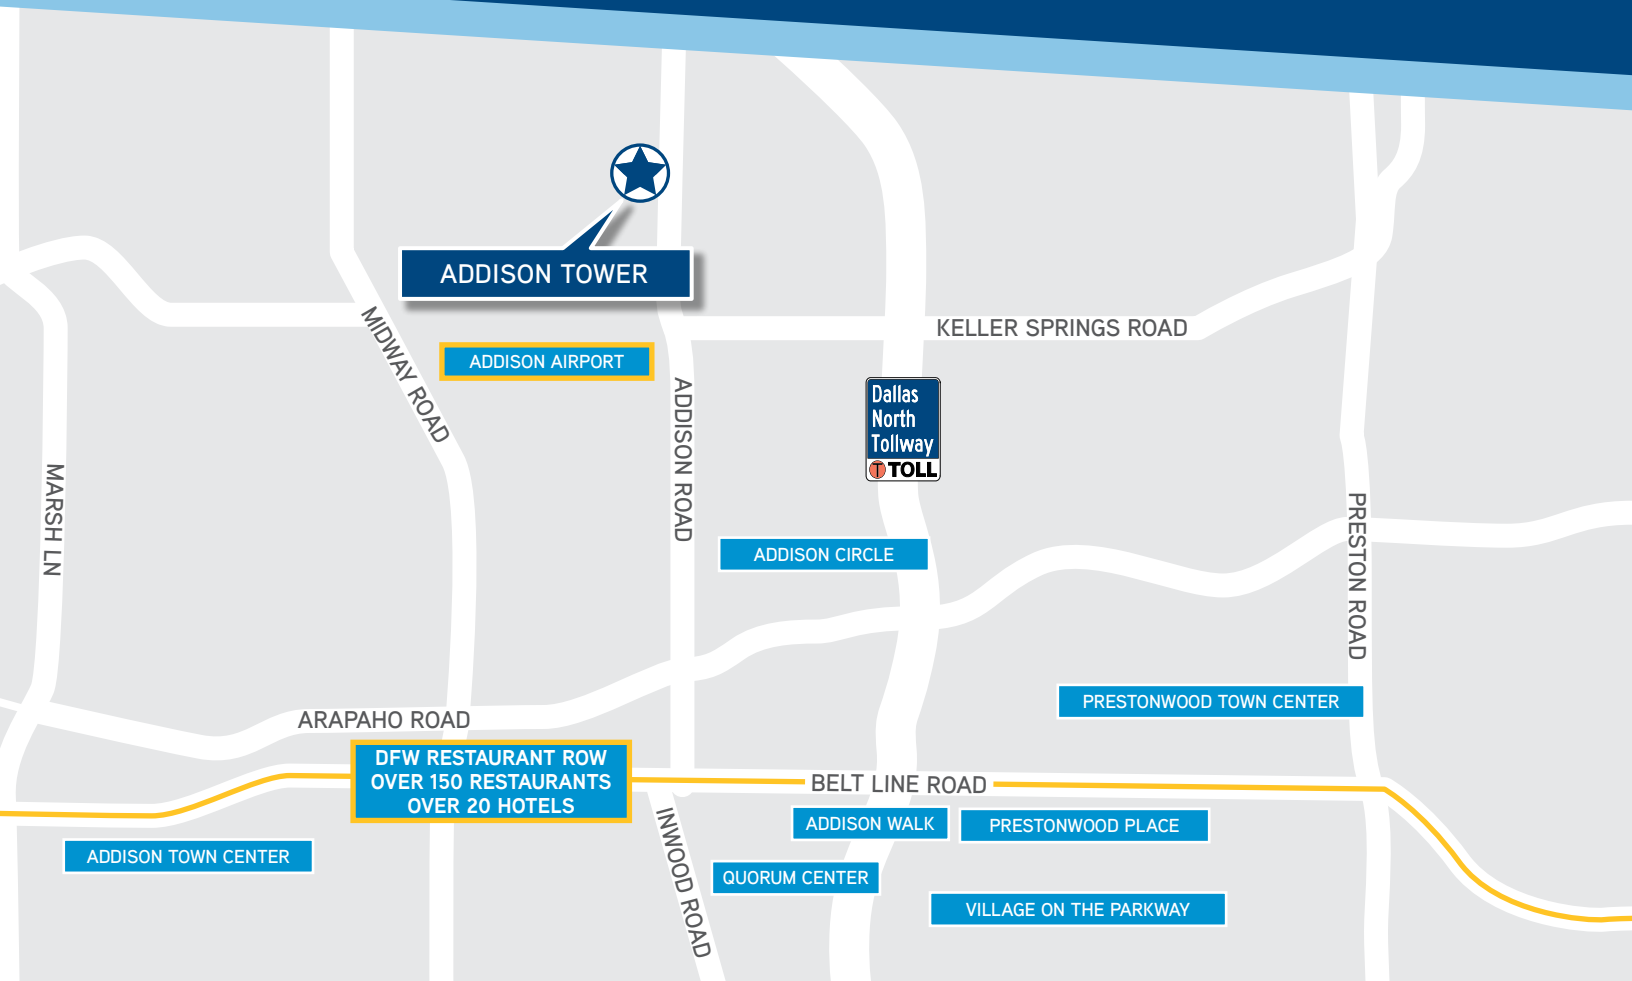 ADDISON TOWER
KELLER SPRINGS ROAD
MIDWAY ROAD
ADDISON AIRPORT
ADDISON ROAD
Dallas
North
Tollway
T TOLL
MARSH LN
PRESTON ROAD
ADDISON CIRCLE
PRESTONWOOD TOWN CENTER
ARAPAHO ROAD
DFW RESTAURANT ROW
OVER 150 RESTAURANTS
OVER 20 HOTELS
BELT LINE ROAD
INWOOD ROAD
ADDISON WALK
PRESTONWOOD PLACE
ADDISON TOWN CENTER
QUORUM CENTER
VILLAGE ON THE PARKWAY